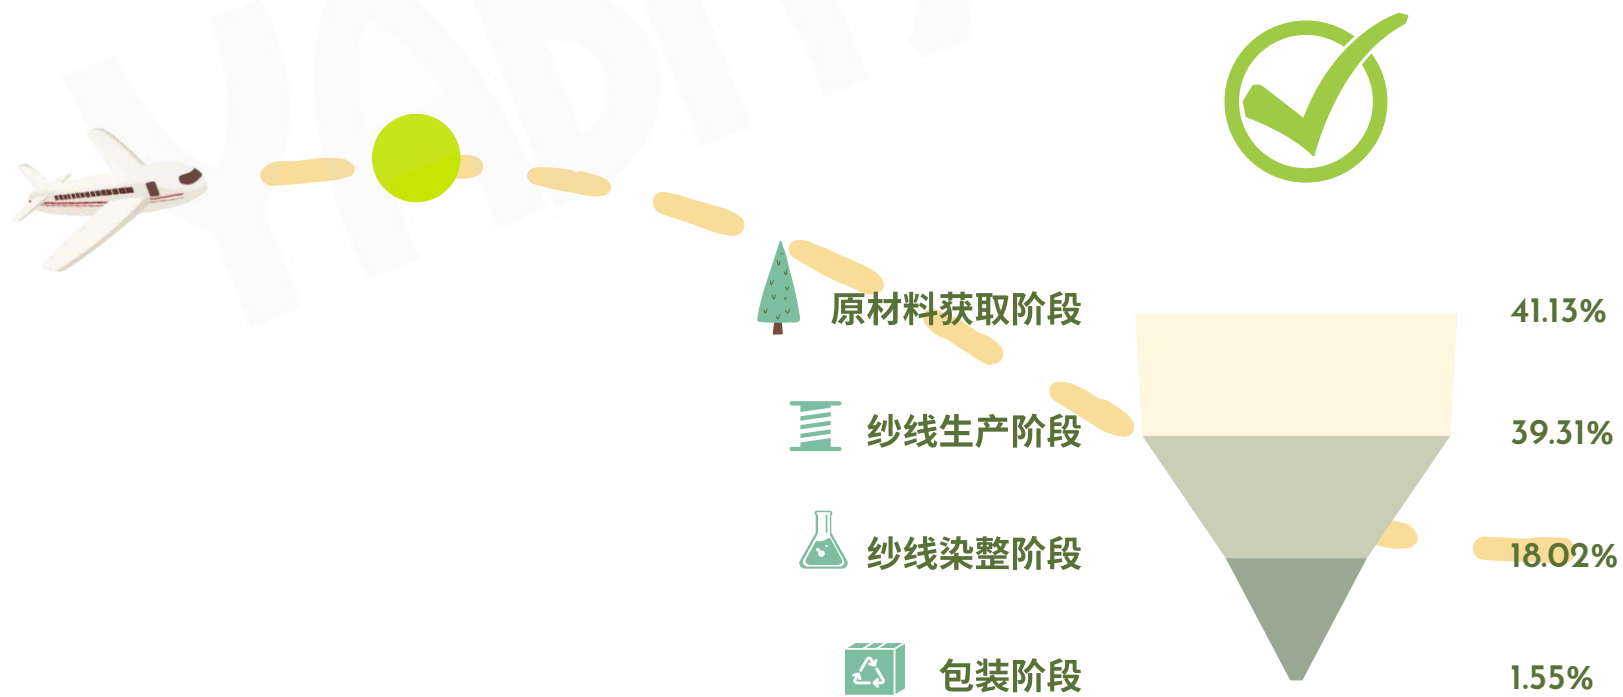 原材料获取阶段 41.13%
纱线生产阶段 39.31%
纱线染整阶段 18.02%
包装阶段 1.55%